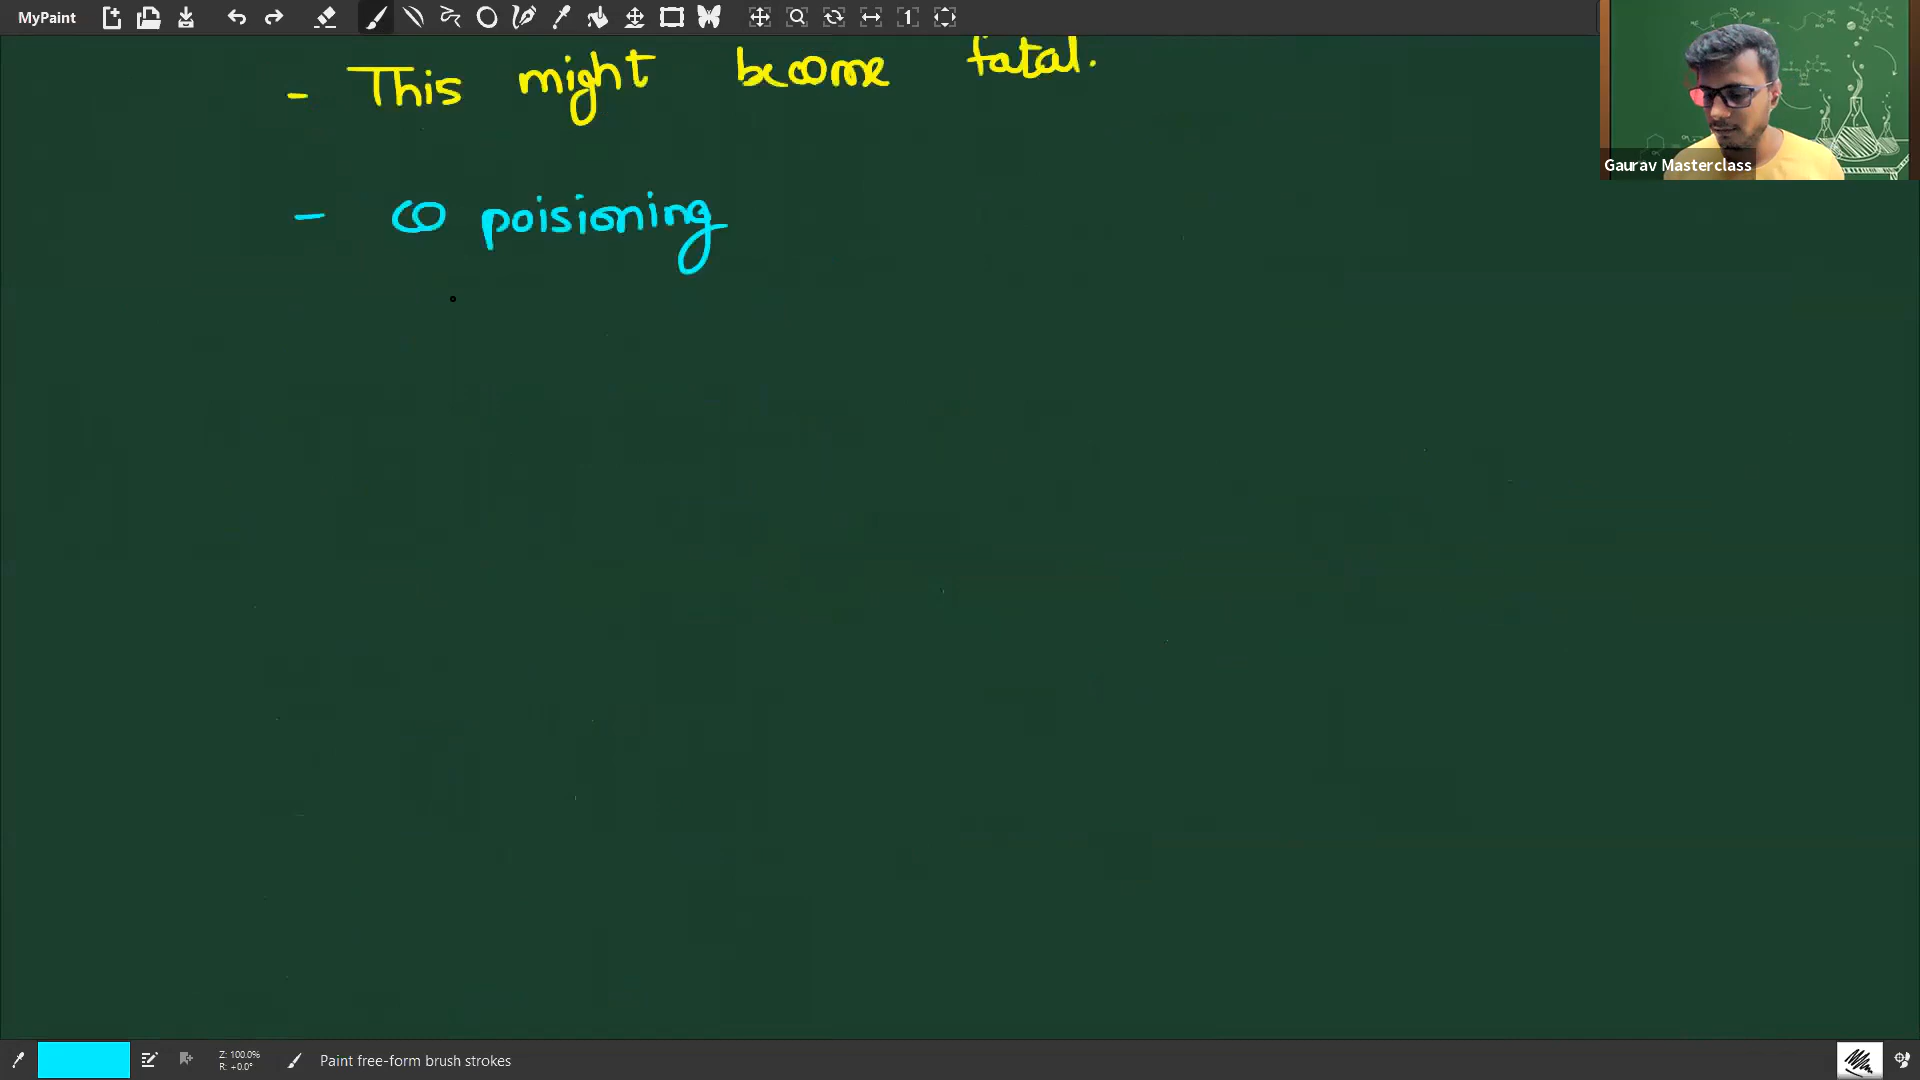 MyPaint
- This might become fatal.
Gaurav Masterclass
- CO poisioning
Z: 100.0%
R: +0.0°
Paint free-form brush strokes